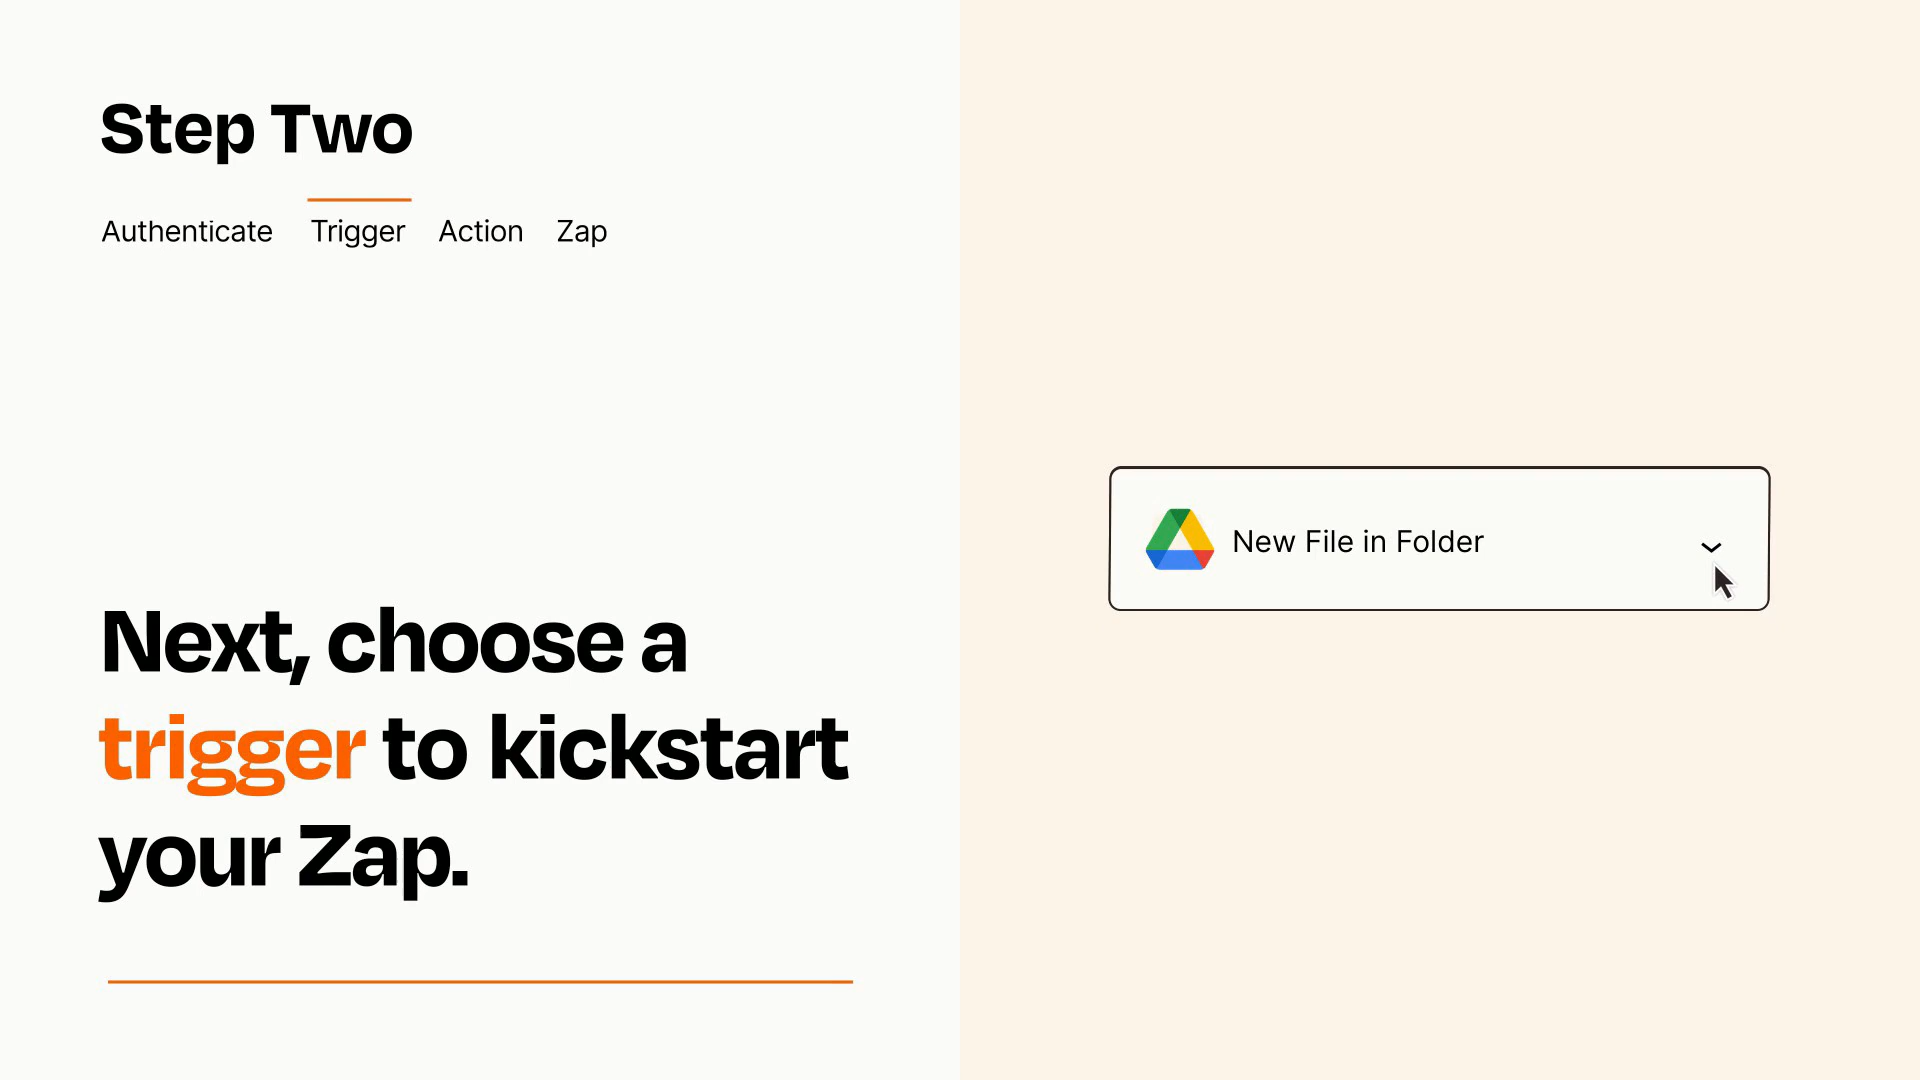 Step Two
Authenticate Trigger Action Zap
Next, choose a
trigger to kickstart
your Zap.
New File in Folder